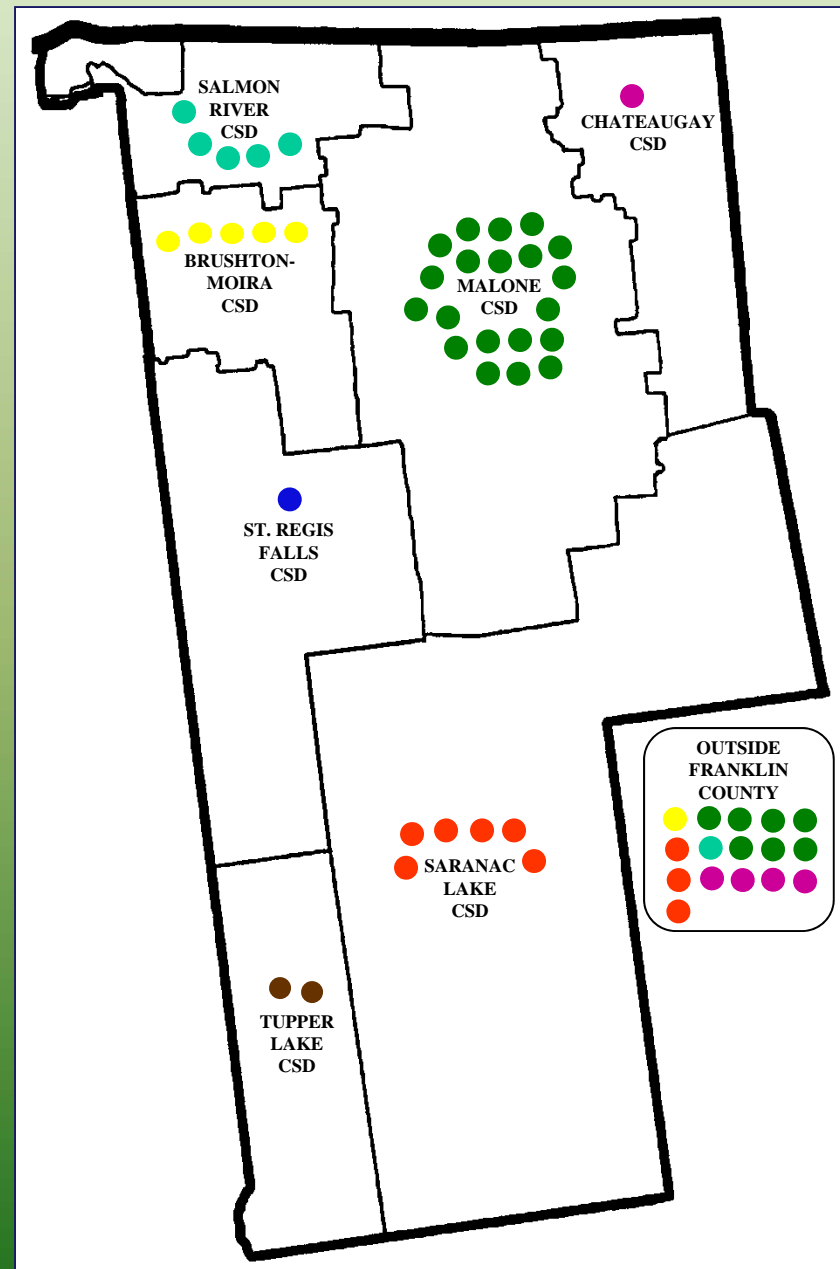 SALMON
RIVER
CSD
CHATEAUGAY
CSD
BRUSHTON-
MOIRA
CSD
MALONE
CSD
ST. REGIS
FALLS
CSD
OUTSIDE
FRANKLIN
COUNTY
SARANAC
LAKE
CSD
TUPPER
LAKE
CSD